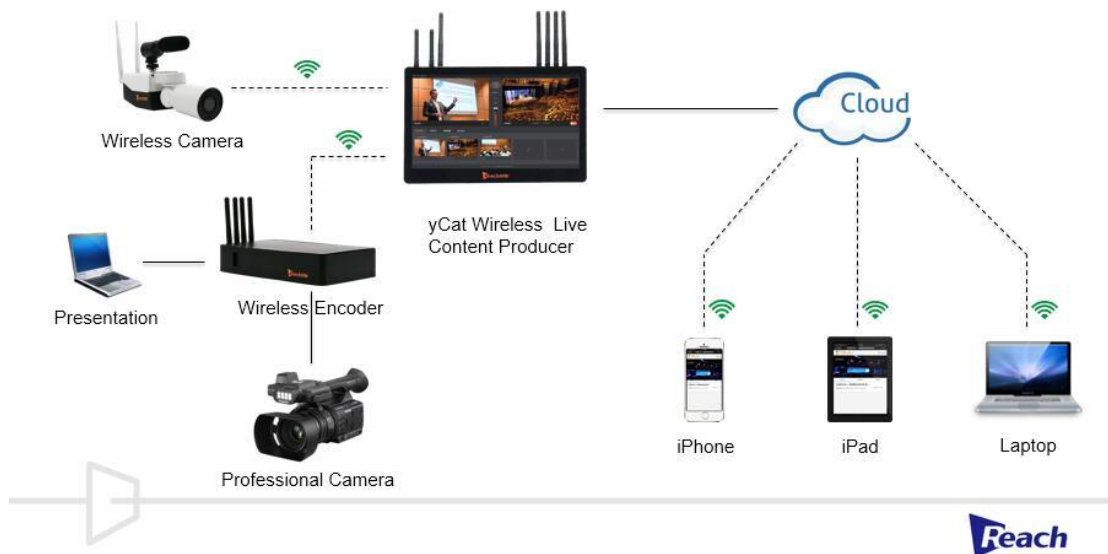 Wireless Camera
Cloud
yCat Wireless Live
Content Producer
Presentation
Wireless Encoder
Professional Camera
iPhone
iPad
Laptop
Reach